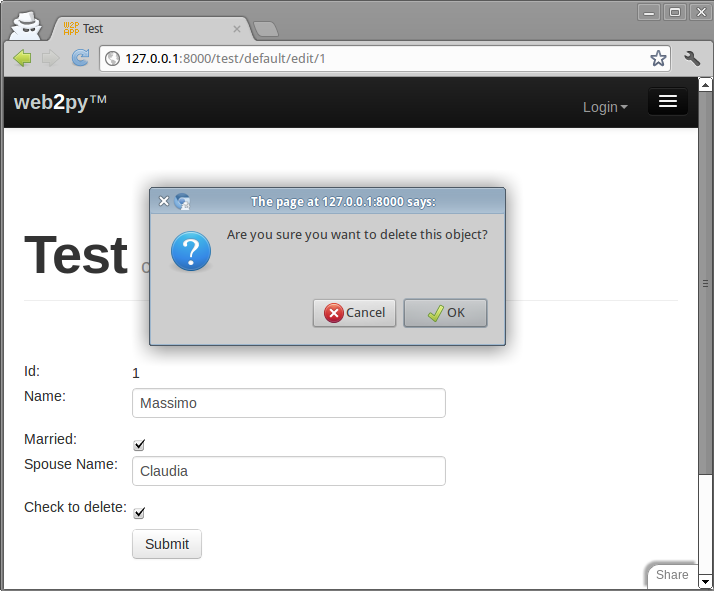 Test
127.0.0.1:8000/test/default/edit/1
web2py™
Login
The page at 127.0.0.1:8000 says:
Are you sure you want to delete this object?
Cancel
OK
Test
Id:
1
Name:
Massimo
Married:
Spouse Name:
Claudia
Check to delete:
Submit
Share